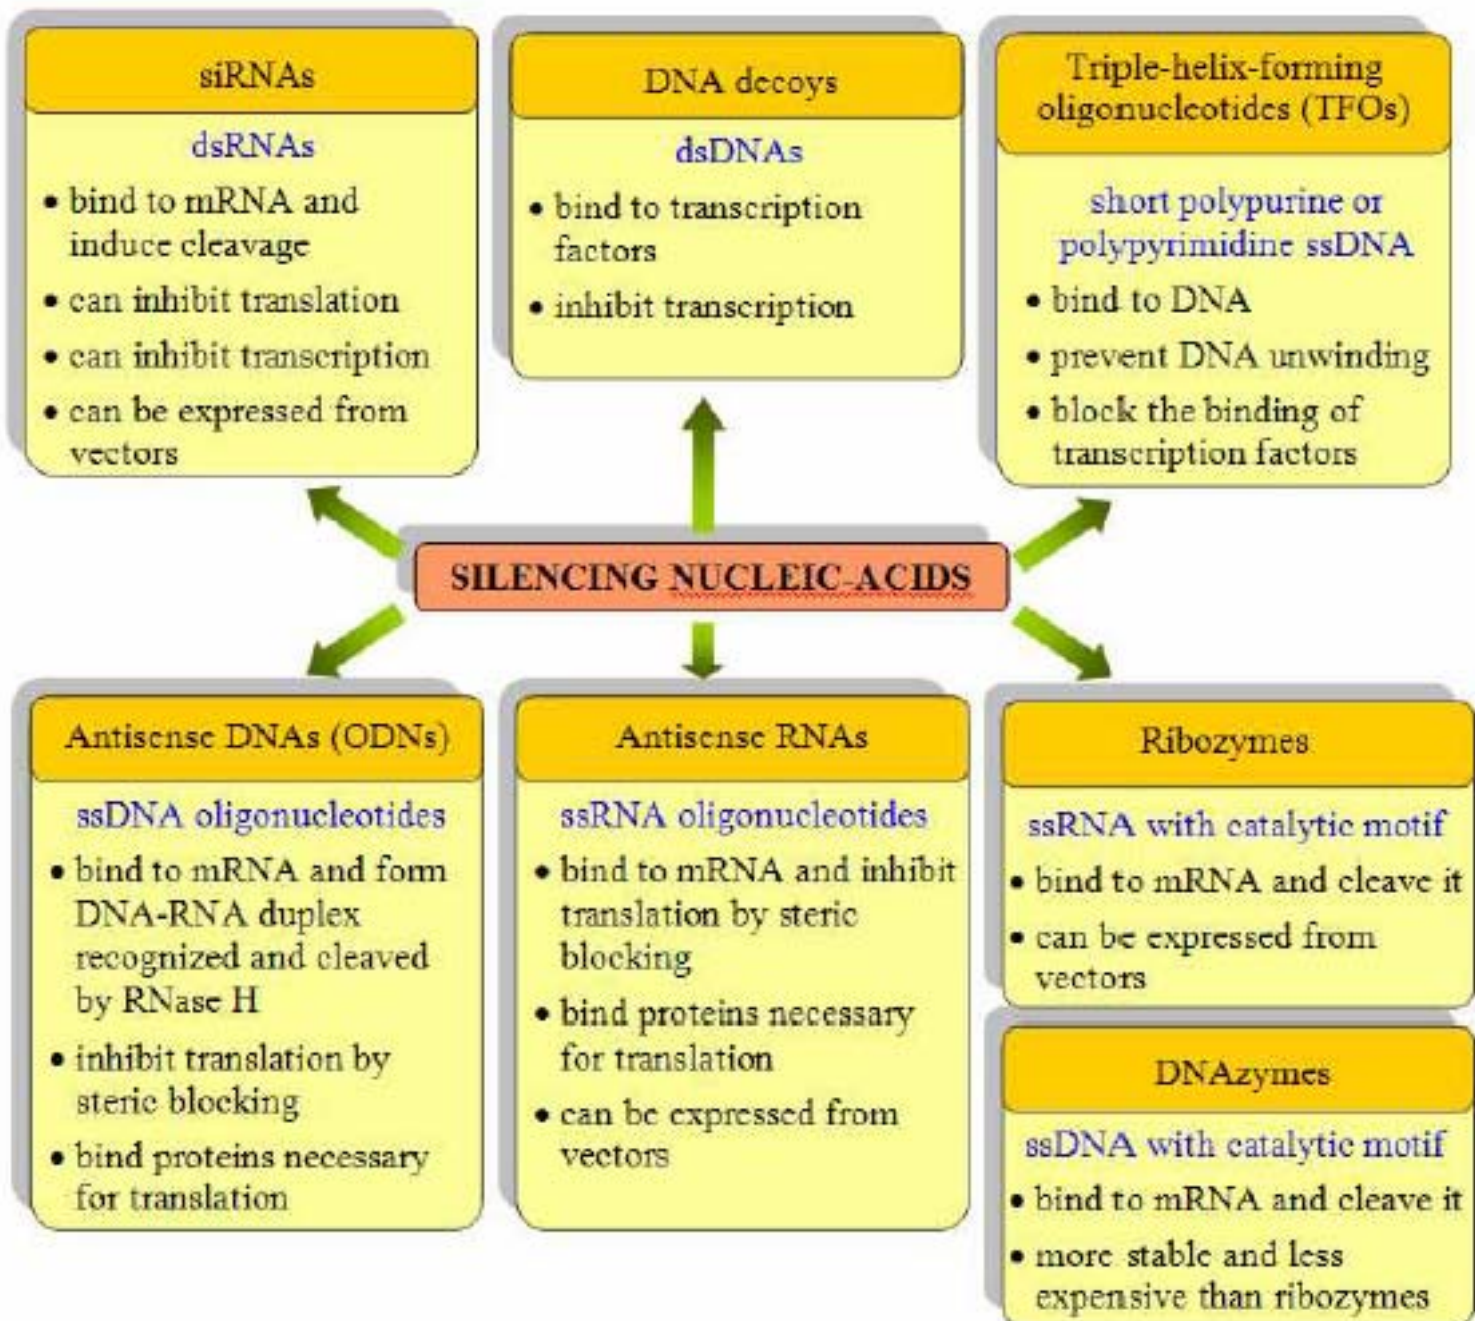 siRNAs
dsRNAs
• bind to mRNA and
induce cleavage
• can inhibit translation
• can inhibit transcription
• can be expressed from
vectors
DNA decoys
dsDNAs
• bind to transcription
factors
• inhibit transcription
Triple-helix-forming
oligonucleotides (TFOs)
short polypurine or
polypyrimidine ssDNA
• bind to DNA
• prevent DNA unwinding
• block the binding of
transcription factors
SILENCING NUCLEIC-ACIDS
Antisense DNAs (ODNs)
ssDNA oligonucleotides
• bind to mRNA and form
DNA-RNA duplex
recognized and cleaved
by RNase H
• inhibit translation by
steric blocking
• bind proteins necessary
for translation
Antisense RNAs
ssRNA oligonucleotides
• bind to mRNA and inhibit
translation by steric
blocking
• bind proteins necessary
for translation
• can be expressed from
vectors
Ribozymes
ssRNA with catalytic motif
• bind to mRNA and cleave it
• can be expressed from
vectors
DNAzymes
ssDNA with catalytic motif
• bind to mRNA and cleave it
• more stable and less
expensive than ribozymes